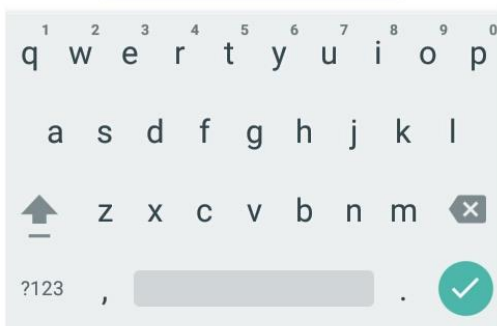 1 2 3 4 5 6 7 8 9 0
q w e r t y u i o p
a s d f g h j k l
z x c v b n m
?123 , .